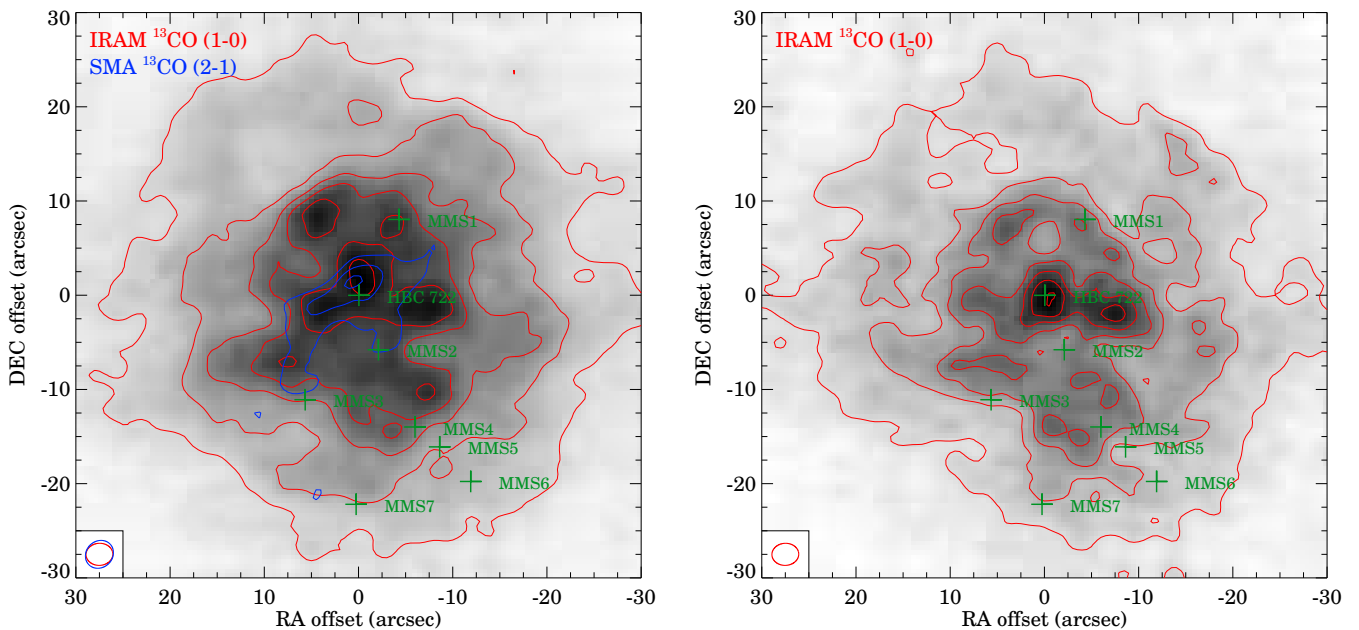 IRAM ¹³CO (1-0)
SMA ¹³CO (2-1)
30
20
10
0
-10
-20
-30
DEC offset (arcsec)
MMS1
HBC 722
MMS2
MMS3
MMS4
MMS5
MMS6
MMS7
30 20 10 0 -10 -20 -30
RA offset (arcsec)
IRAM ¹³CO (1-0)
30
20
10
0
-10
-20
-30
DEC offset (arcsec)
MMS1
HBC 722
MMS2
MMS3
MMS4
MMS5
MMS6
MMS7
30 20 10 0 -10 -20 -30
RA offset (arcsec)